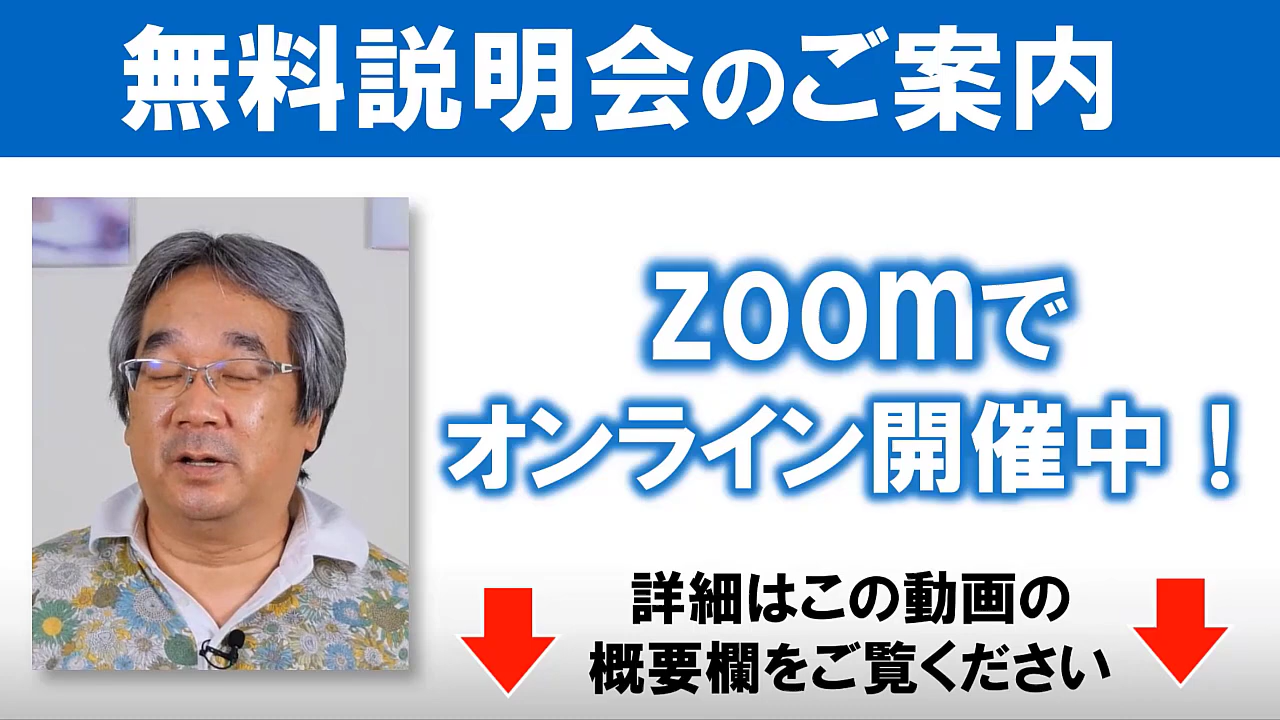 無料説明会のご案内
zoomで
オンライン開催中！
詳細はこの動画の
概要欄をご覧ください